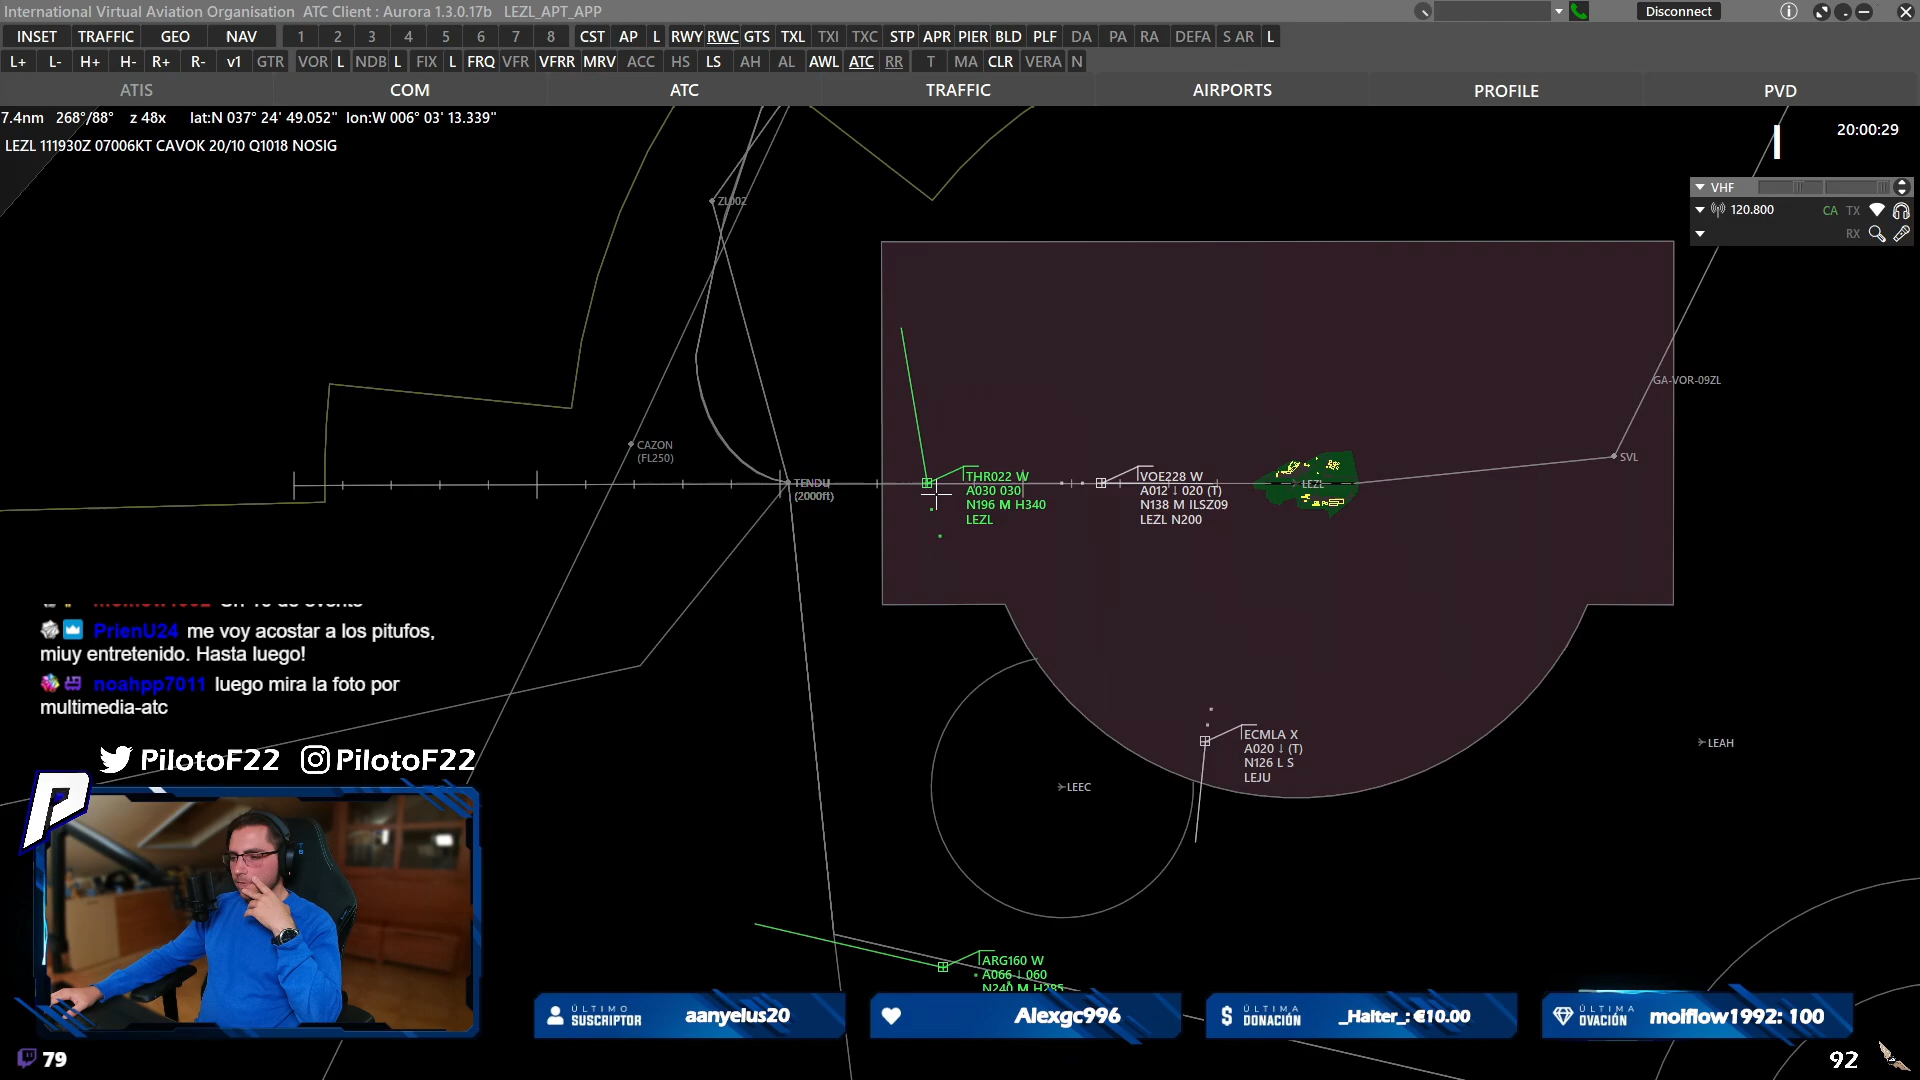 International Virtual Aviation Organisation ATC Client : Aurora 1.3.0.17b LEZL_APT_APP
Disconnect
INSET TRAFFIC GEO NAV 1 2 3 4 5 6 7 8 CST AP L RWY RWC GTS TXL TXI TXC STP APR PIER BLD PLF DA PA RA DEFA S AR L
L+ L- H+ H- R+ R- v1 GTR VOR L NDB L FIX L FRQ VFR VFRR MRV ACC HS LS AH AL AWL ATC RR T MA CLR VERA N
ATIS COM ATC TRAFFIC AIRPORTS PROFILE PVD
7.4nm 268°/88° z 48x lat:N 037° 24' 49.052" lon:W 006° 03' 13.339"
20:00:29
LEZL 111930Z 07006KT CAVOK 20/10 Q1018 NOSIG
VHF
120.800 CA TX
RX
ZL002
GA-VOR-09ZL
CAZON
(FL250)
SVL
TENDU
(2000ft)
THR022 W
A030 030
N196 M H340
LEZL
VOE228 W
A012↓020 (T)
N138 M ILSZ09
LEZL N200
LEZL
PrienU24 me voy acostar a los pitufos,
miuy entretenido. Hasta luego!
noahpp7011 luego mira la foto por
multimedia-atc
ECMLA X
A020 ↓ (T)
N126 L S
LEJU
LEAH
LEEC
PilotoF22 PilotoF22
P
ARG160 W
A066↓060
N240 M H285
ÚLTIMO
SUSCRIPTOR
aanyelus20
Alexgc996
ÚLTIMA
DONACIÓN
_Halter_: €10.00
ÚLTIMA
OVACIÓN
moiflow1992: 100
79
92